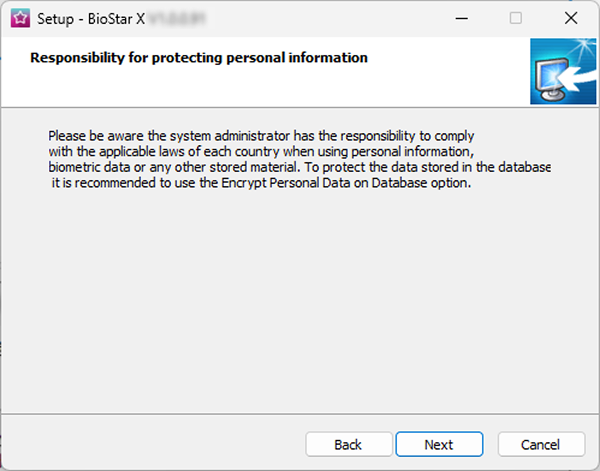 Setup - BioStar X
Responsibility for protecting personal information
Please be aware the system administrator has the responsibility to comply
with the applicable laws of each country when using personal information,
biometric data or any other stored material. To protect the data stored in the database
it is recommended to use the Encrypt Personal Data on Database option.
Back
Next
Cancel